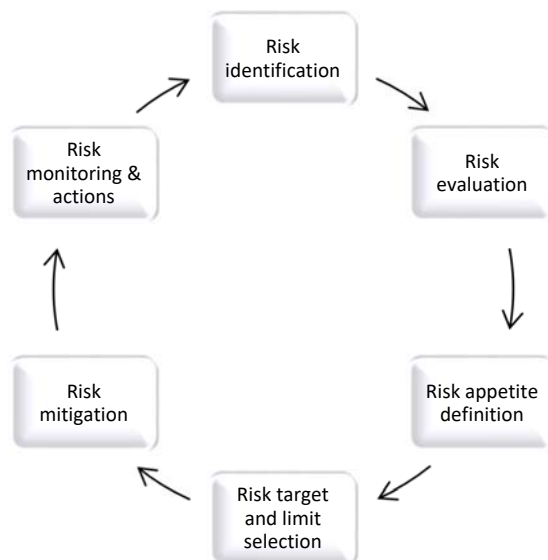 Risk
identification
Risk
evaluation
Risk appetite
definition
Risk target
and limit
selection
Risk
mitigation
Risk
monitoring &
actions